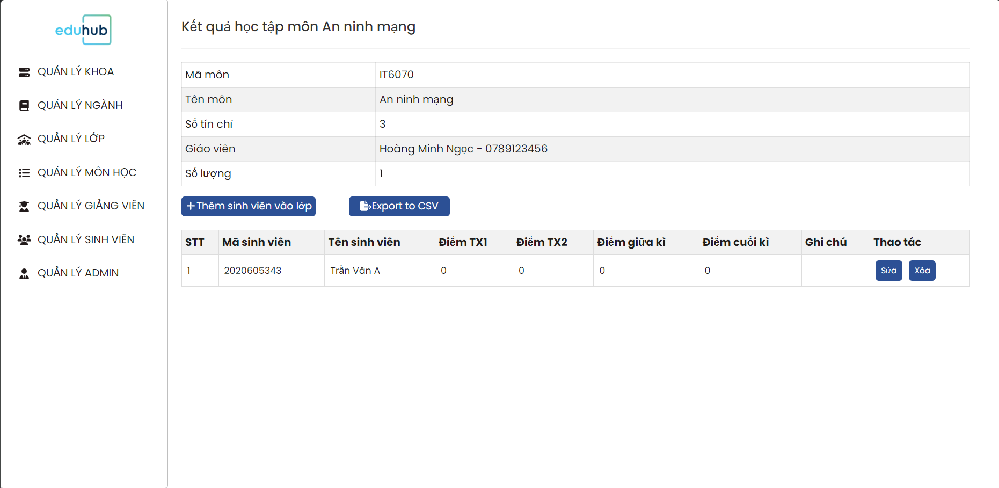 eduhub
QUẢN LÝ KHOA
QUẢN LÝ NGÀNH
QUẢN LÝ LỚP
QUẢN LÝ MÔN HỌC
QUẢN LÝ GIẢNG VIÊN
QUẢN LÝ SINH VIÊN
QUẢN LÝ ADMIN
Kết quả học tập môn An ninh mạng
Mã môn IT6070
Tên môn An ninh mạng
Số tín chỉ 3
Giáo viên Hoàng Minh Ngọc - 0789123456
Số lượng 1
Thêm sinh viên vào lớp Export to CSV
STT Mã sinh viên Tên sinh viên Điểm TX1 Điểm TX2 Điểm giữa kì Điểm cuối kì Ghi chú Thao tác
1 2020605343 Trần Văn A 0 0 0 0 Sửa Xóa